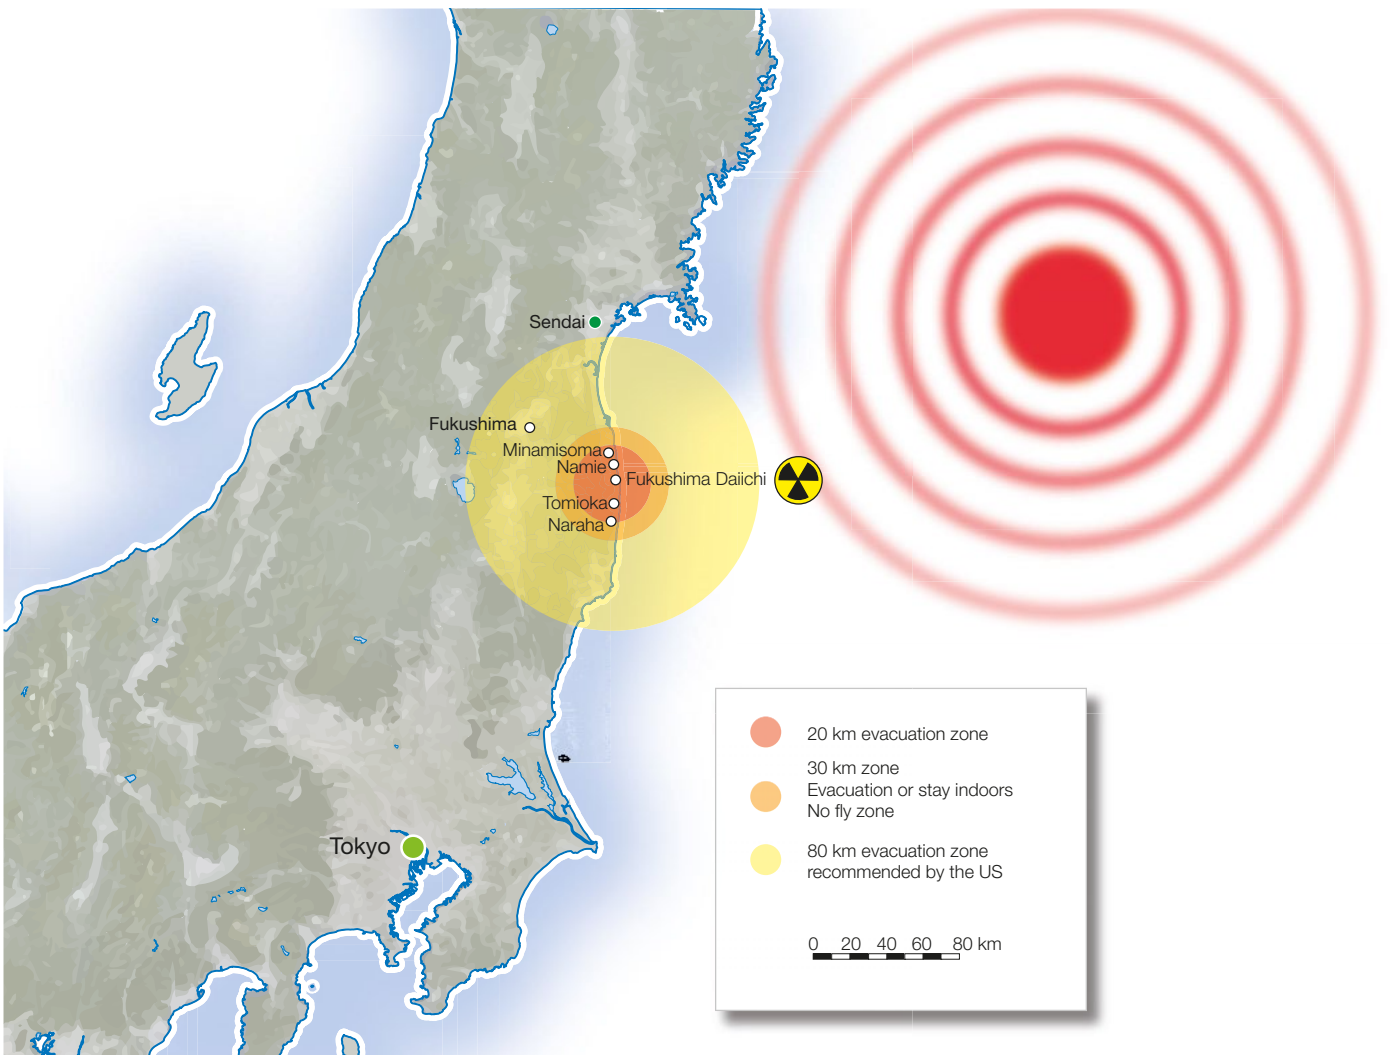 Sendai
Fukushima
Minamisoma
Namie
Fukushima Daiichi
Tomioka
Naraha
Tokyo
20 km evacuation zone
30 km zone
Evacuation or stay indoors
No fly zone
80 km evacuation zone
recommended by the US
0 20 40 60 80 km